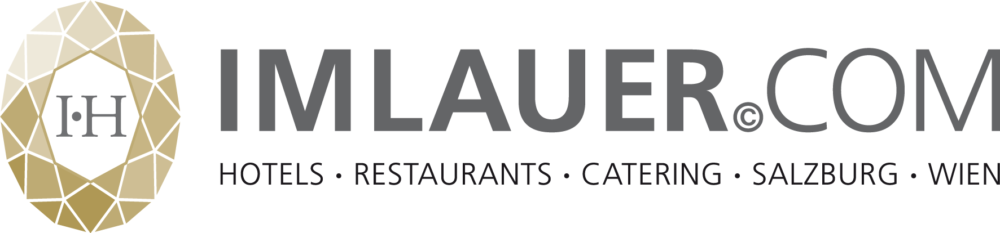 I·H
IMLAUER©COM
HOTELS · RESTAURANTS · CATERING · SALZBURG · WIEN